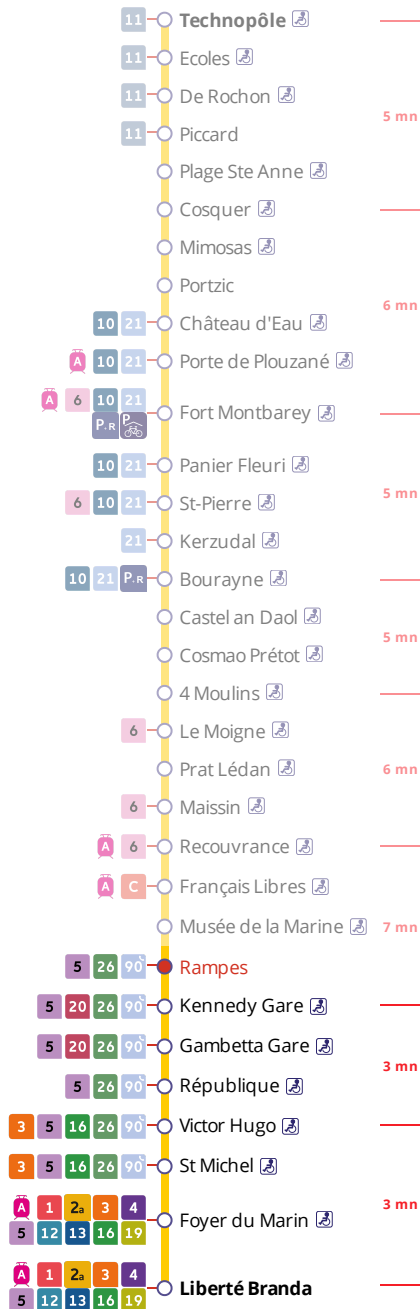 11 Technopôle
11 Ecoles
11 De Rochon
5 mn
11 Piccard
Plage Ste Anne
Cosquer
Mimosas
Portzic
6 mn
10 21 Château d'Eau
A 10 21 Porte de Plouzané
A 6 10 21
P+R P
Fort Montbarey
10 21 Panier Fleuri
5 mn
6 10 21 St-Pierre
21 Kerzudal
10 21 P+R Bourayne
Castel an Daol
5 mn
Cosmao Prétot
4 Moulins
6 Le Moigne
Prat Lédan 6 mn
6 Maissin
A 6 Recouvrance
A C Français Libres
Musée de la Marine 7 mn
5 26 90 Rampes
5 20 26 90 Kennedy Gare
5 20 26 90 Gambetta Gare
3 mn
5 26 90 République
3 5 16 26 90 Victor Hugo
3 5 16 26 90 St Michel
3 mn
A 1 2a 3 4
5 12 13 16 19
Foyer du Marin
A 1 2a 3 4
5 12 13 16 19
Liberté Branda